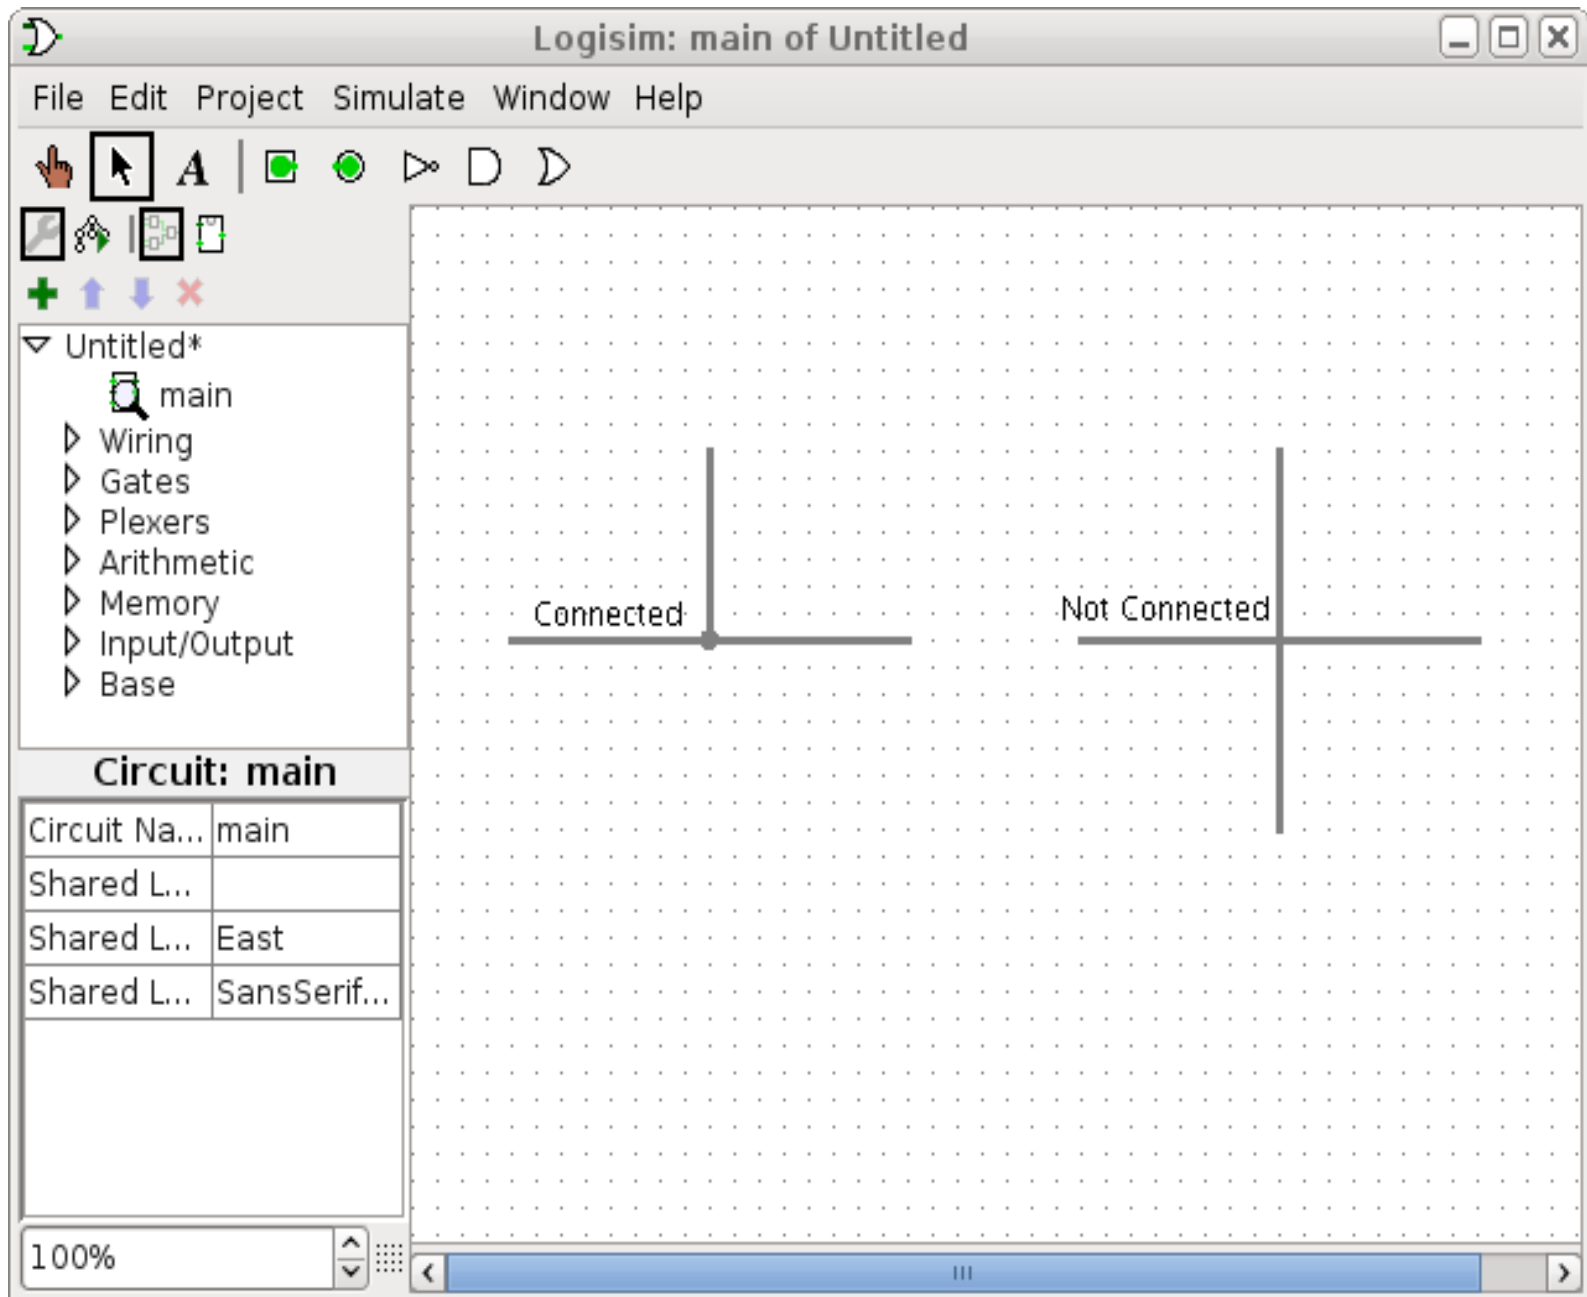 Logisim: main of Untitled
File Edit Project Simulate Window Help
A
Untitled*
main
Wiring
Gates
Plexers
Arithmetic
Memory
Input/Output
Base
Connected
Not Connected
Circuit: main
Circuit Na... main
Shared L...
Shared L... East
Shared L... SansSerif...
100%